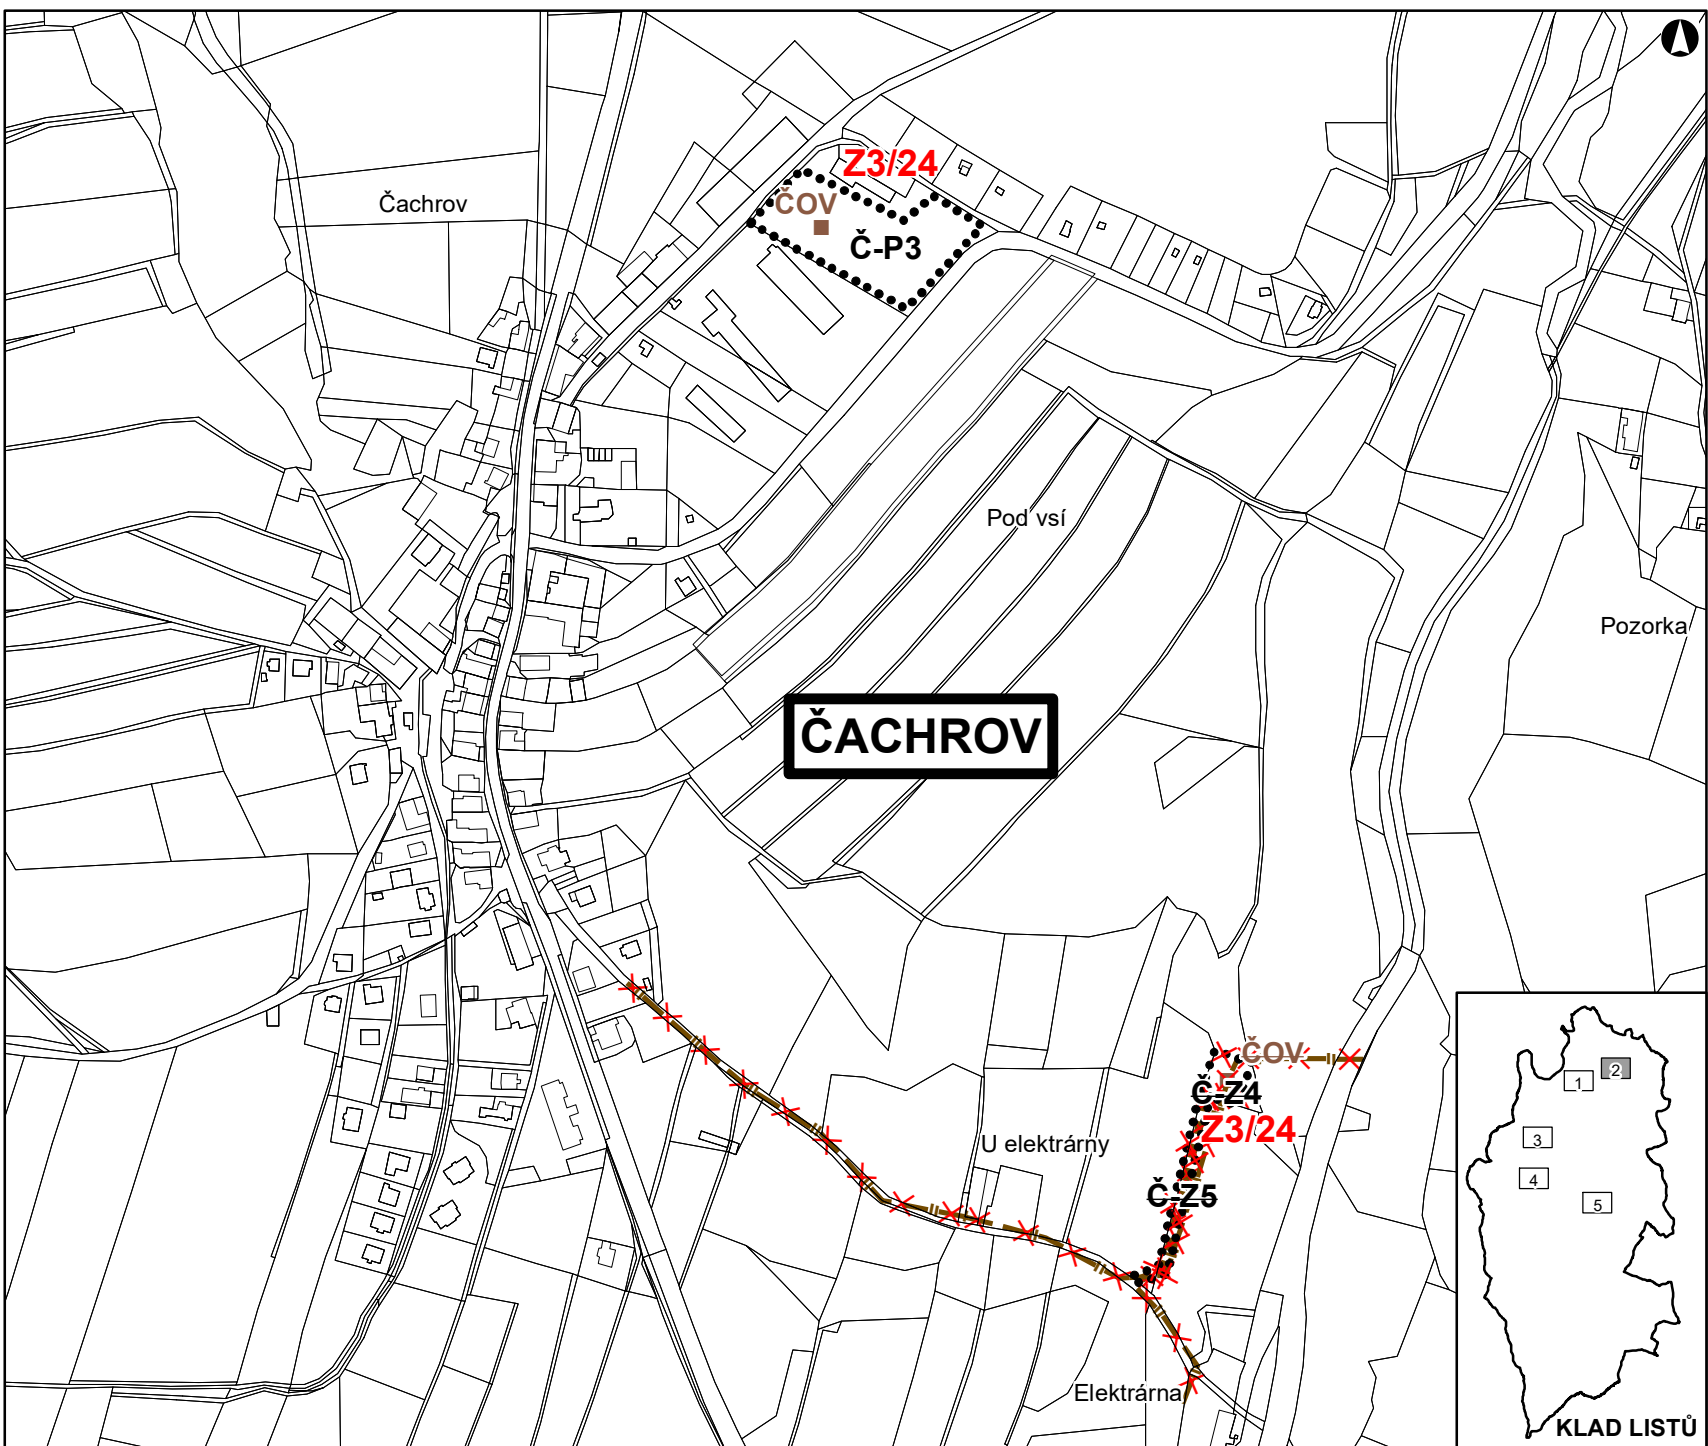 Z3/24
Čachrov
ČOV
Č-P3
Pod vsí
Pozorka
ČACHROV
ČOV
Č-Z4
Z3/24
U elektrárny
Č-Z5
Elektrárna
1
2
3
4
5
KLAD LISTŮ